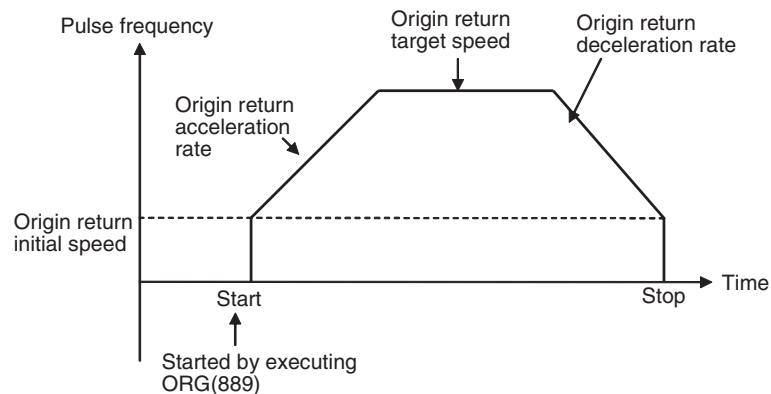 Pulse frequency
Origin return
target speed
Origin return
deceleration rate
Origin return
acceleration
rate
Origin return
initial speed
Start
Stop
Time
Started by executing
ORG(889)